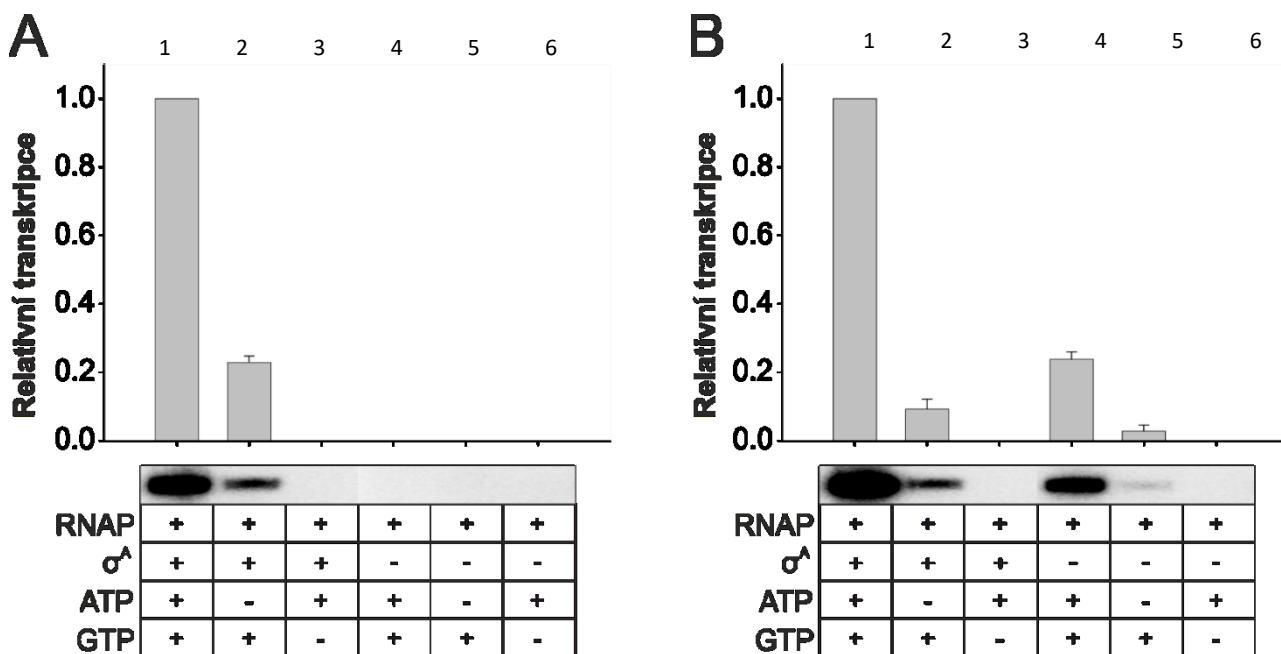 A 1 2 3 4 5 6
Relativní transkripce
1.0
0.8
0.6
0.4
0.2
0.0
RNAP + + + + + +
σᴬ + + + - - -
ATP + - + + - +
GTP + + - + + -
B 1 2 3 4 5 6
Relativní transkripce
1.0
0.8
0.6
0.4
0.2
0.0
RNAP + + + + + +
σᴬ + + + - - -
ATP + - + + - +
GTP + + - + + -